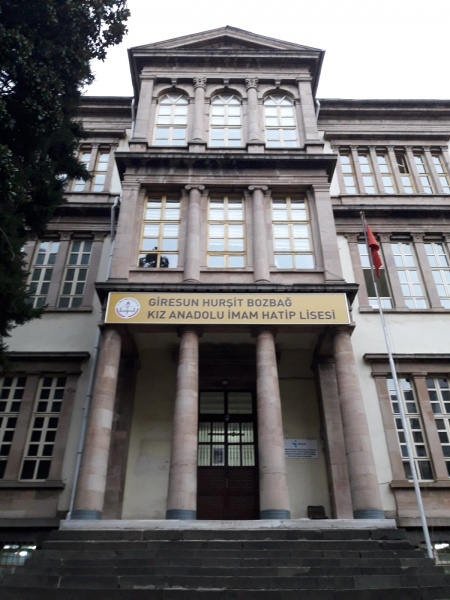 GİRESUN HURŞİT BOZBAĞ
KIZ ANADOLU İMAM HATİP LİSESİ